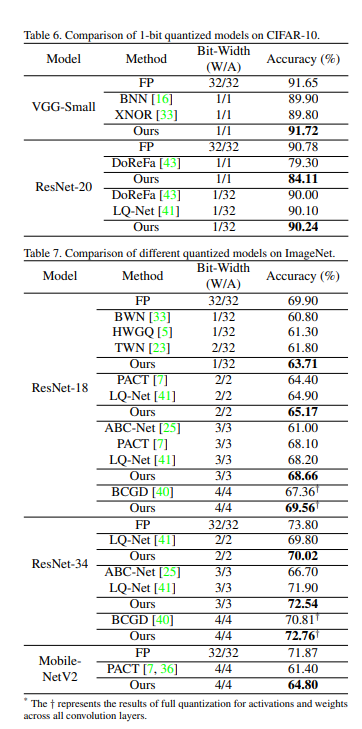 Table 6. Comparison of 1-bit quantized models on CIFAR-10.
Model Method Bit-Width (W/A) Accuracy (%)
VGG-Small FP 32/32 91.65
BNN [16] 1/1 89.90
XNOR [33] 1/1 89.80
Ours 1/1 91.72
ResNet-20 FP 32/32 90.78
DoReFa [43] 1/1 79.30
Ours 1/1 84.11
DoReFa [43] 1/32 90.00
LQ-Net [41] 1/32 90.10
Ours 1/32 90.24
Table 7. Comparison of different quantized models on ImageNet.
Model Method Bit-Width (W/A) Accuracy (%)
ResNet-18 FP 32/32 69.90
BWN [33] 1/32 60.80
HWGQ [5] 1/32 61.30
TWN [23] 2/32 61.80
Ours 1/32 63.71
PACT [7] 2/2 64.40
LQ-Net [41] 2/2 64.90
Ours 2/2 65.17
ABC-Net [25] 3/3 61.00
PACT [7] 3/3 68.10
LQ-Net [41] 3/3 68.20
Ours 3/3 68.66
BCGD [40] 4/4 67.36†
Ours 4/4 69.56†
ResNet-34 FP 32/32 73.80
LQ-Net [41] 2/2 69.80
Ours 2/2 70.02
ABC-Net [25] 3/3 66.70
LQ-Net [41] 3/3 71.90
Ours 3/3 72.54
BCGD [40] 4/4 70.81†
Ours 4/4 72.76†
Mobile-NetV2 FP 32/32 71.87
PACT [7, 36] 4/4 61.40
Ours 4/4 64.80
* The † represents the results of full quantization for activations and weights
across all convolution layers.